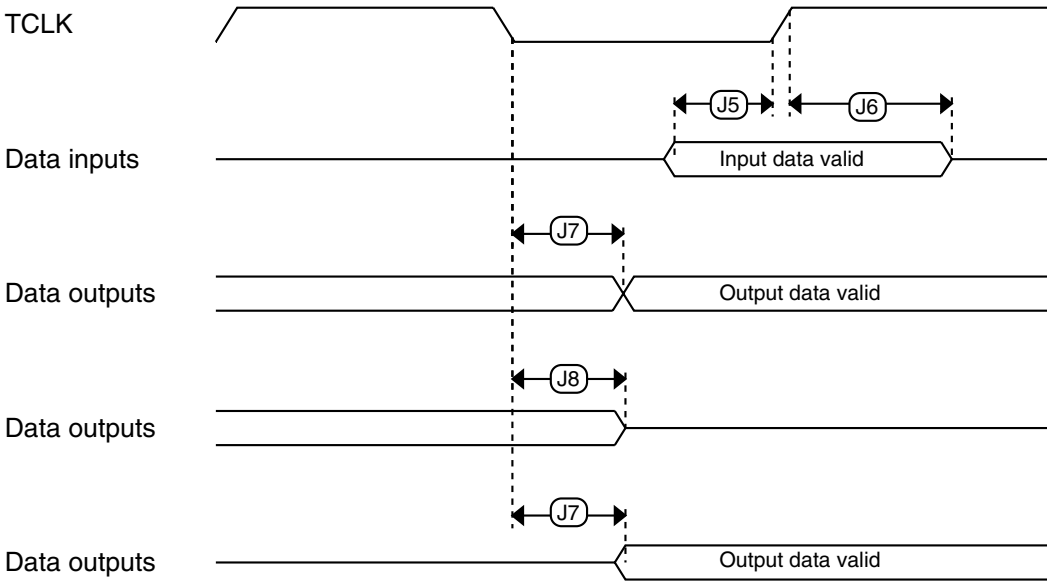 TCLK
J5
J6
Data inputs
Input data valid
J7
Data outputs
Output data valid
J8
Data outputs
J7
Data outputs
Output data valid